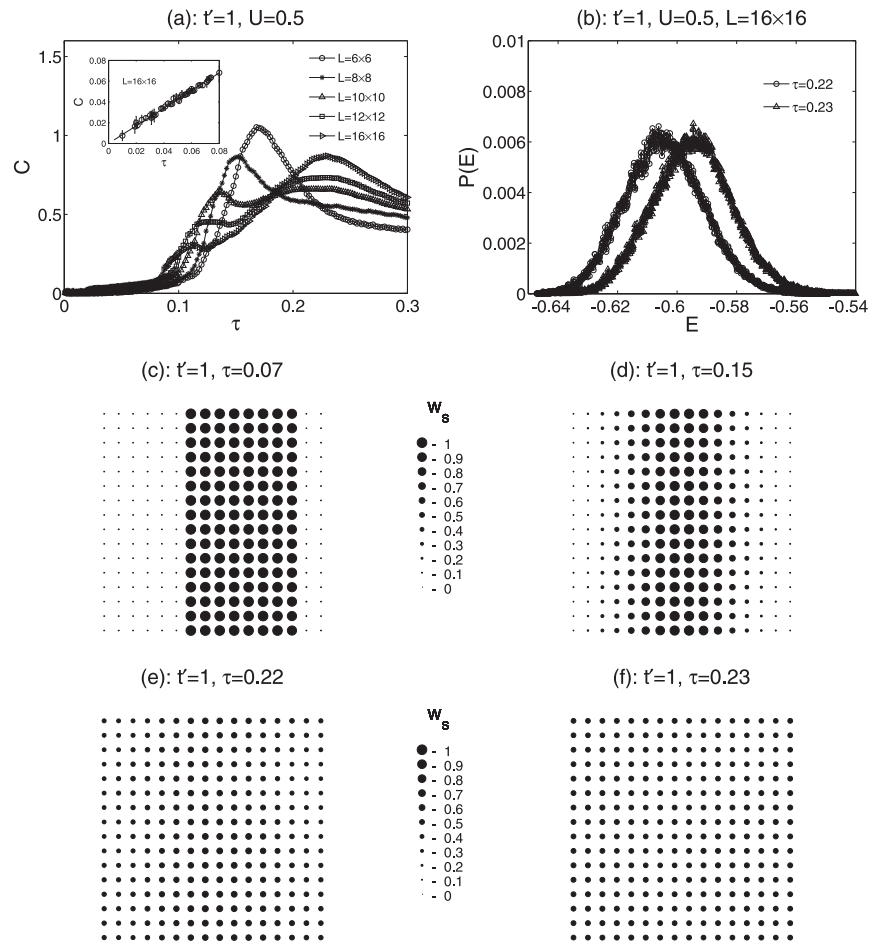 (a): t'=1, U=0.5
1.5
1
0.5
0
C
0
0.1
0.2
0.3
τ
L=6×6
L=8×8
L=10×10
L=12×12
L=16×16
0.08
0.06
0.04
0.02
0
C
L=16×16
0
0.02
0.04
0.06
0.08
τ
(b): t'=1, U=0.5, L=16×16
0.01
0.008
0.006
0.004
0.002
0
P(E)
τ=0.22
τ=0.23
-0.64
-0.62
-0.6
-0.58
-0.56
-0.54
E
(c): t'=1, τ=0.07
W_s
- 1
- 0.9
- 0.8
- 0.7
- 0.6
- 0.5
- 0.4
- 0.3
- 0.2
- 0.1
- 0
(d): t'=1, τ=0.15
(e): t'=1, τ=0.22
W_s
- 1
- 0.9
- 0.8
- 0.7
- 0.6
- 0.5
- 0.4
- 0.3
- 0.2
- 0.1
- 0
(f): t'=1, τ=0.23